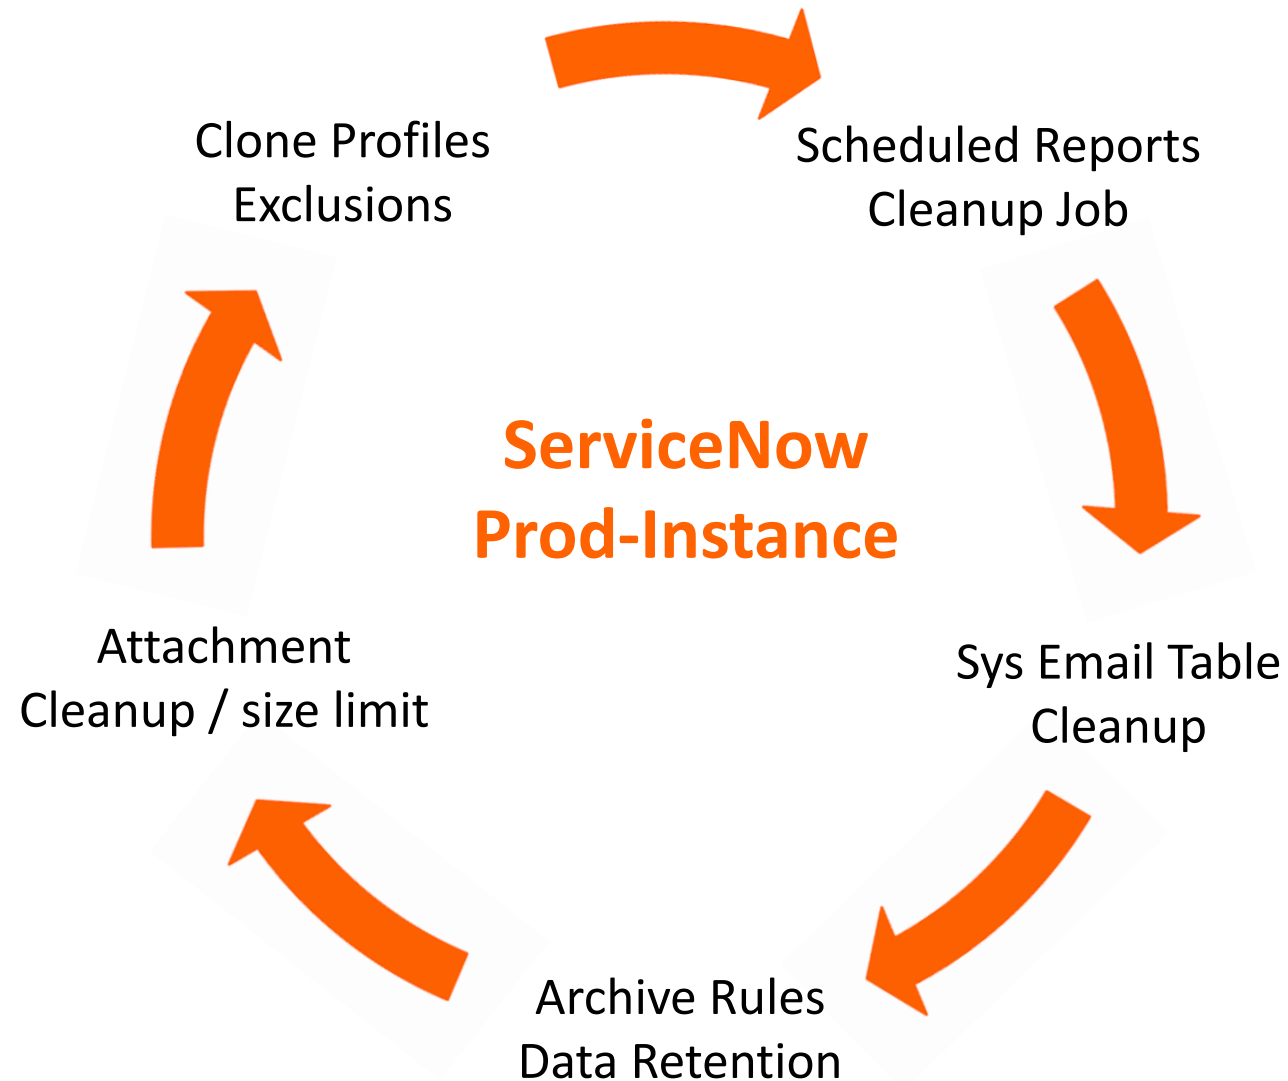 Clone Profiles
Exclusions
Scheduled Reports
Cleanup Job
ServiceNow
Prod-Instance
Attachment
Cleanup / size limit
Sys Email Table
Cleanup
Archive Rules
Data Retention